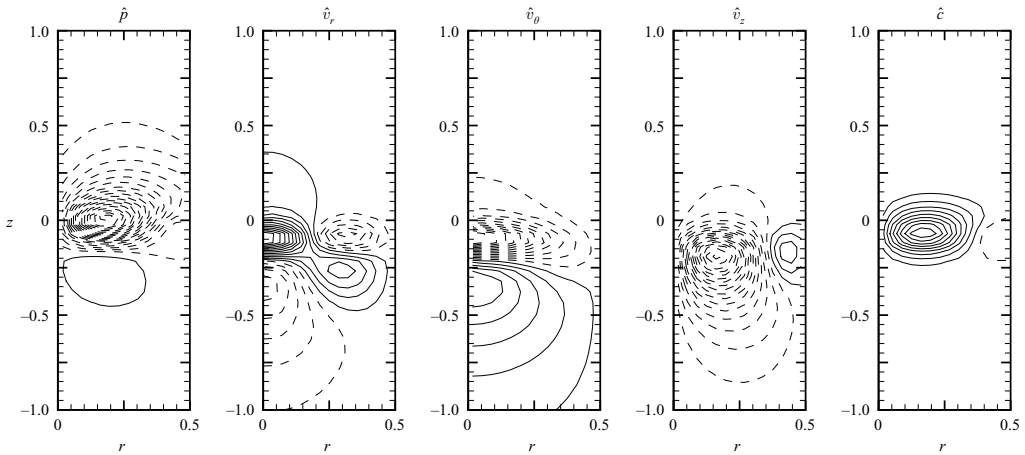 p̂ v̂r v̂θ v̂z ĉ
1.0 1.0 1.0 1.0 1.0
0.5 0.5 0.5 0.5 0.5
z 0 0 0 0 0
–0.5 –0.5 –0.5 –0.5 –0.5
–1.0 –1.0 –1.0 –1.0 –1.0
0 0.5 0 0.5 0 0.5 0 0.5 0 0.5
r r r r r